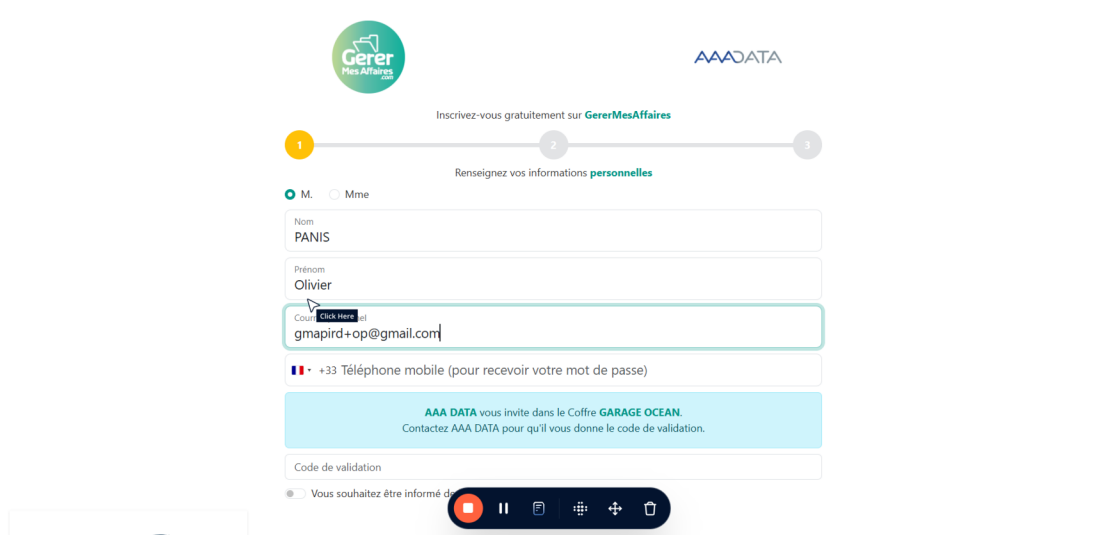 Gerer
Mes Affaires
.com
AAADATA
Inscrivez-vous gratuitement sur GererMesAffaires
1
2
3
Renseignez vos informations personnelles
M.
Mme
Nom
PANIS
Prénom
Olivier
Click Here
gmapird+op@gmail.com
+33 Téléphone mobile (pour recevoir votre mot de passe)
AAA DATA vous invite dans le Coffre GARAGE OCEAN.
Contactez AAA DATA pour qu'il vous donne le code de validation.
Code de validation
Vous souhaitez être informé de